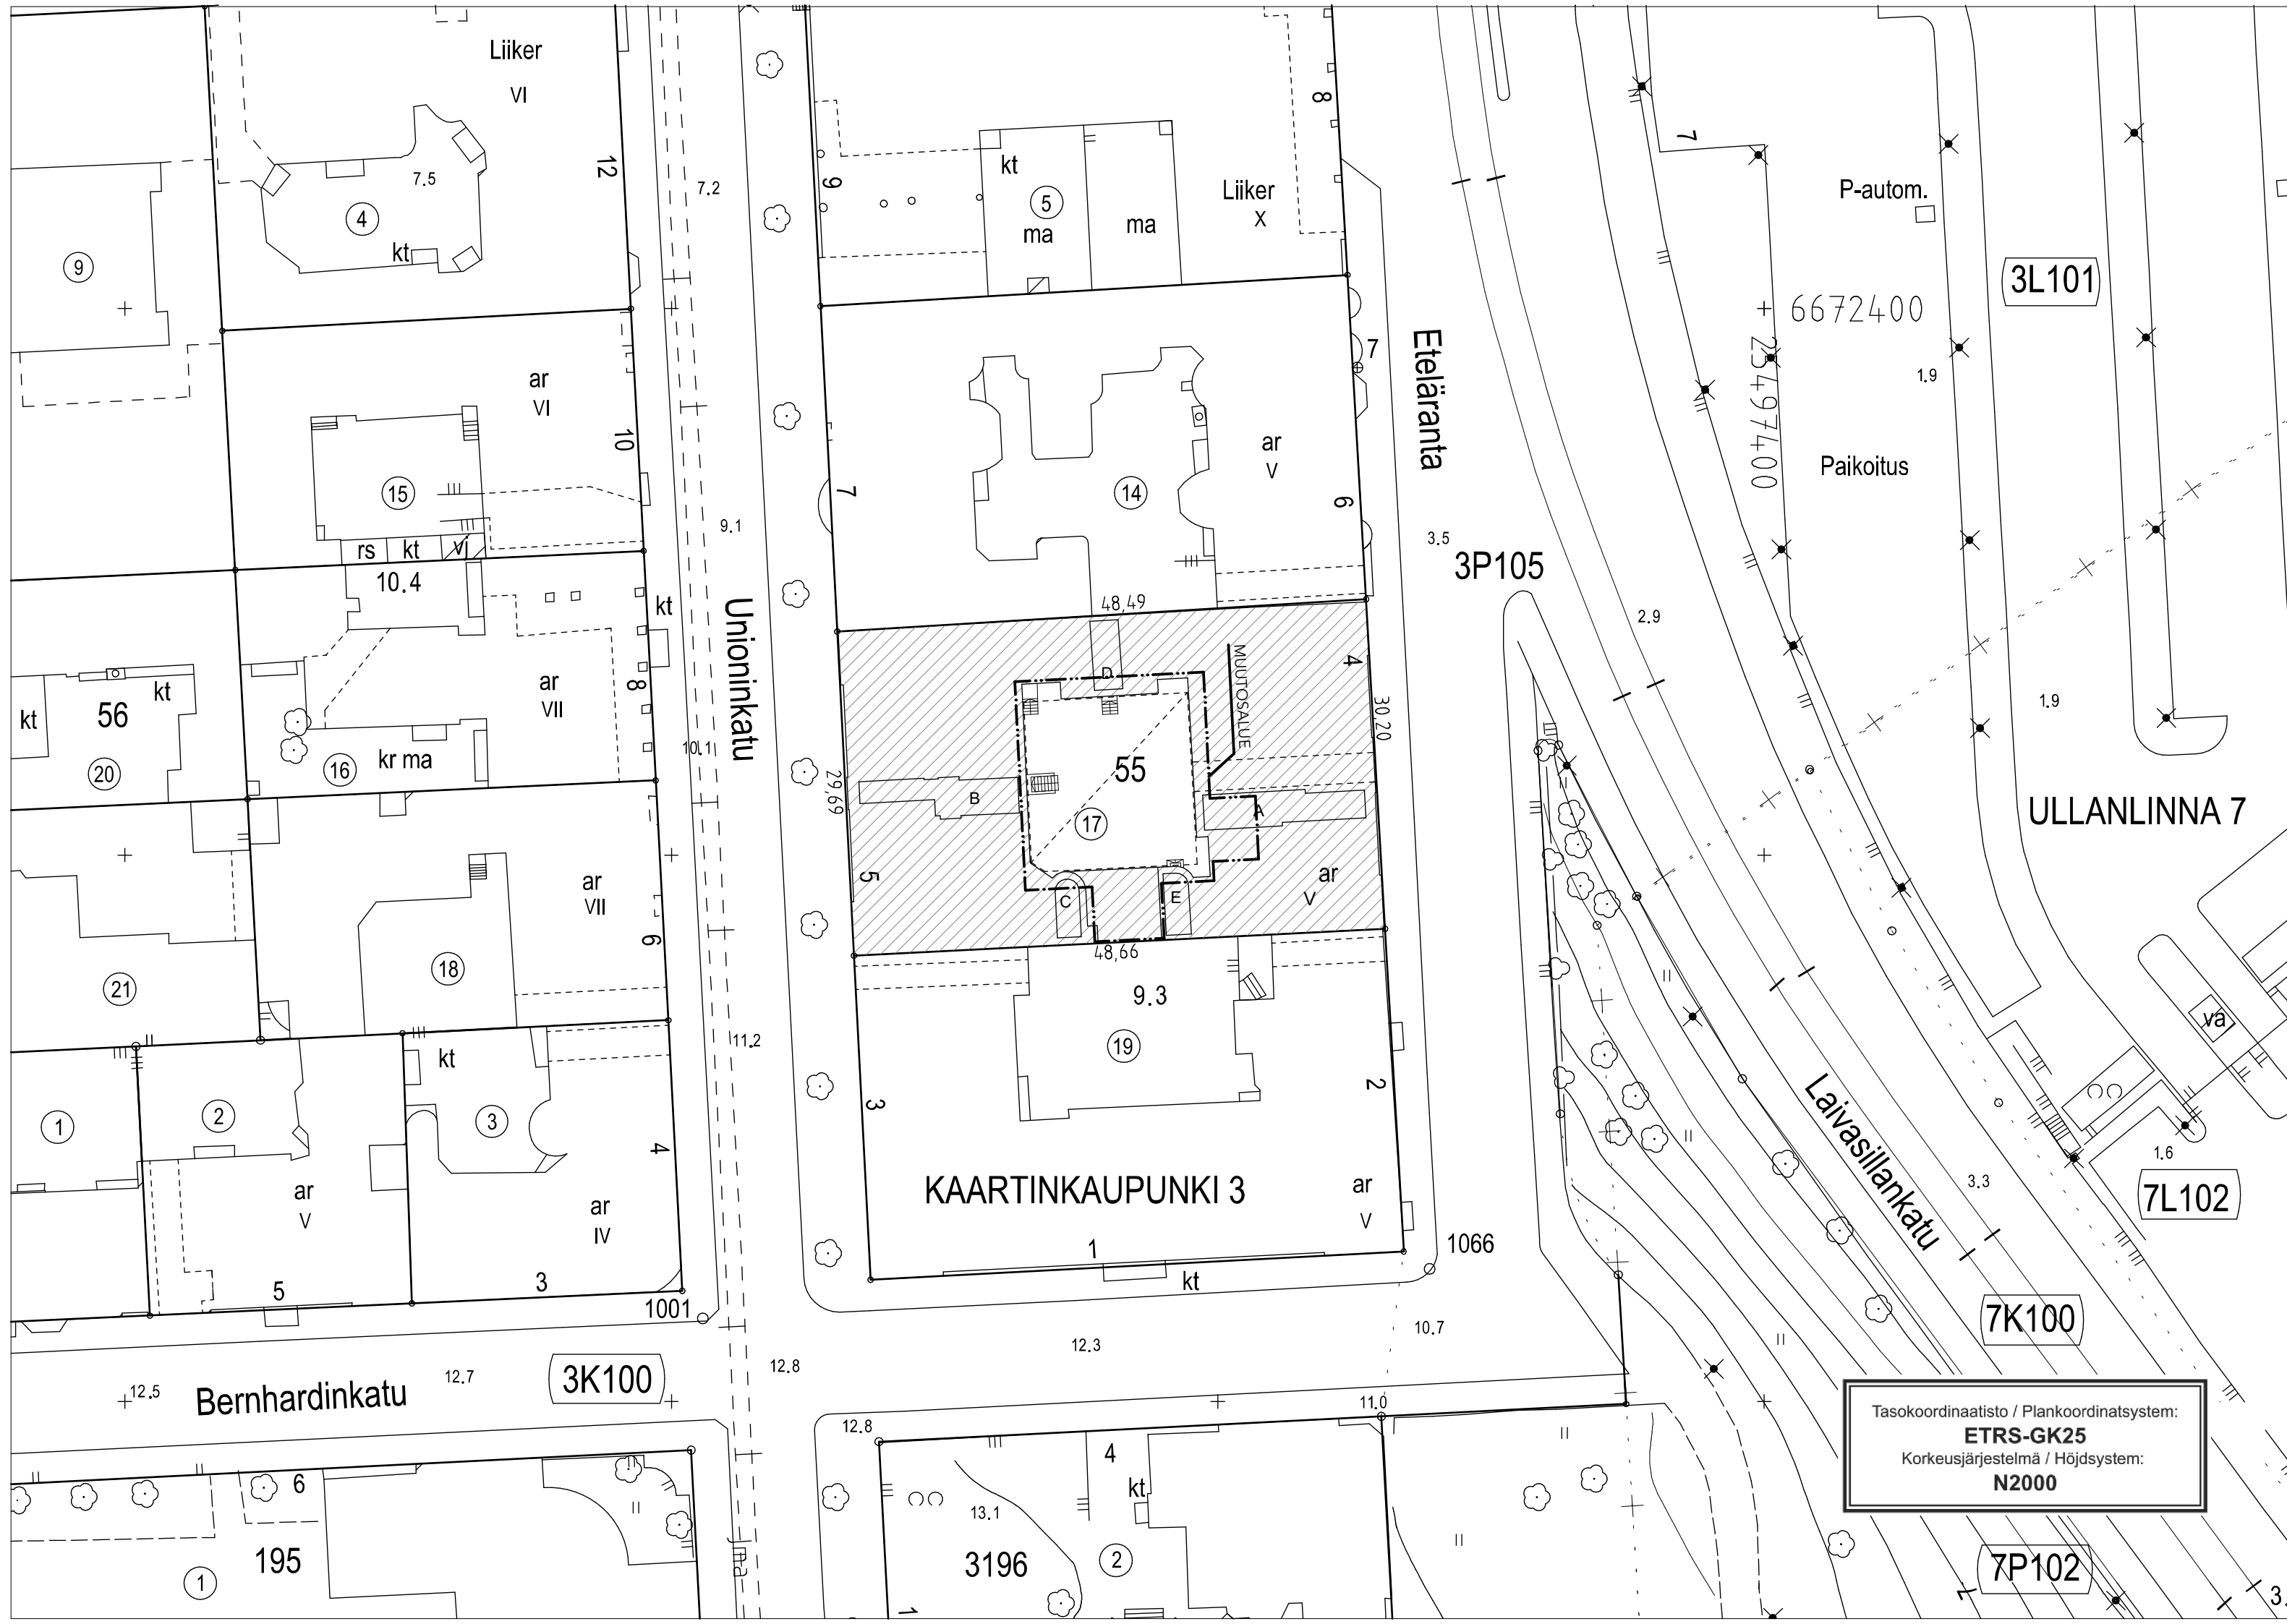 Liiker
VI
12
7.5
4
kt
9
7.2
9
kt
5
ma
ma
Liiker
X
8
7
P-autom.
3L101
6672400
25497400
1.9
Paikoitus
ar
VI
10
15
rs
kt
vj
9.1
7
14
ar
V
6
7
Eteläranta
3.5
3P105
2.9
1.9
10.4
kt
Unioninkatu
ar
VII
8
16
kr ma
10.1
kt
56
kt
20
48,49
D
MUUTOSALUE
4
30,20
55
29,69
B
17
A
5
C
E
ar
V
48,66
ULLANLINNA 7
ar
VII
6
18
21
11.2
9.3
19
3
2
va
Laivasillankatu
1.6
7L102
3.3
kt
1
2
3
4
ar
V
ar
IV
5
3
1001
KAARTINKAUPUNKI 3
ar
V
1
kt
1066
7K100
12.5
Bernhardinkatu
12.7
3K100
12.8
12.3
10.7
11.0
12.8
Tasokoordinaatisto / Plankoordinatsystem:
ETRS-GK25
Korkeusjärjestelmä / Höjdsystem:
N2000
6
195
1
jma
4
kt
13.1
3196
2
1
7P102
7
3.